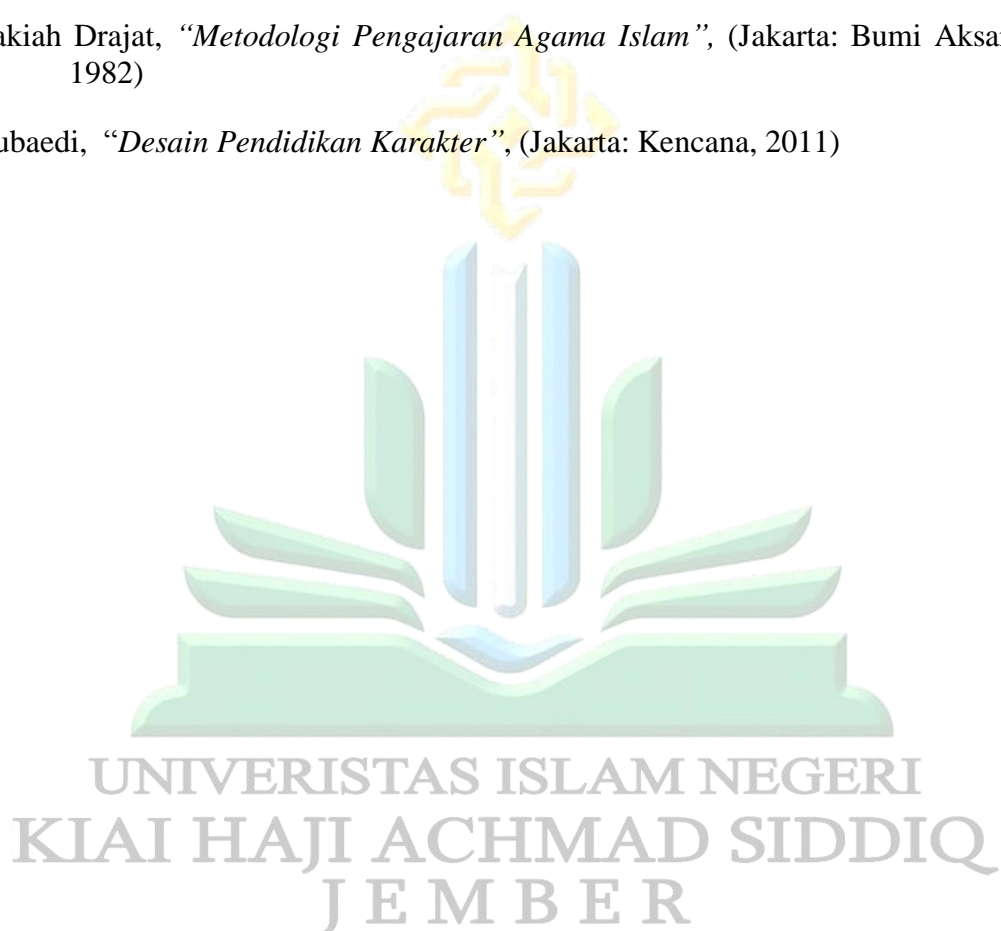 akiah Drajat, “Metodologi Pengajaran Agama Islam”, (Jakarta: Bumi Aksa
1982)
ubaedi, “Desain Pendidikan Karakter”, (Jakarta: Kencana, 2011)
UNIVERISTAS ISLAM NEGERI
KIAI HAJI ACHMAD SIDDIQ
JEMBER